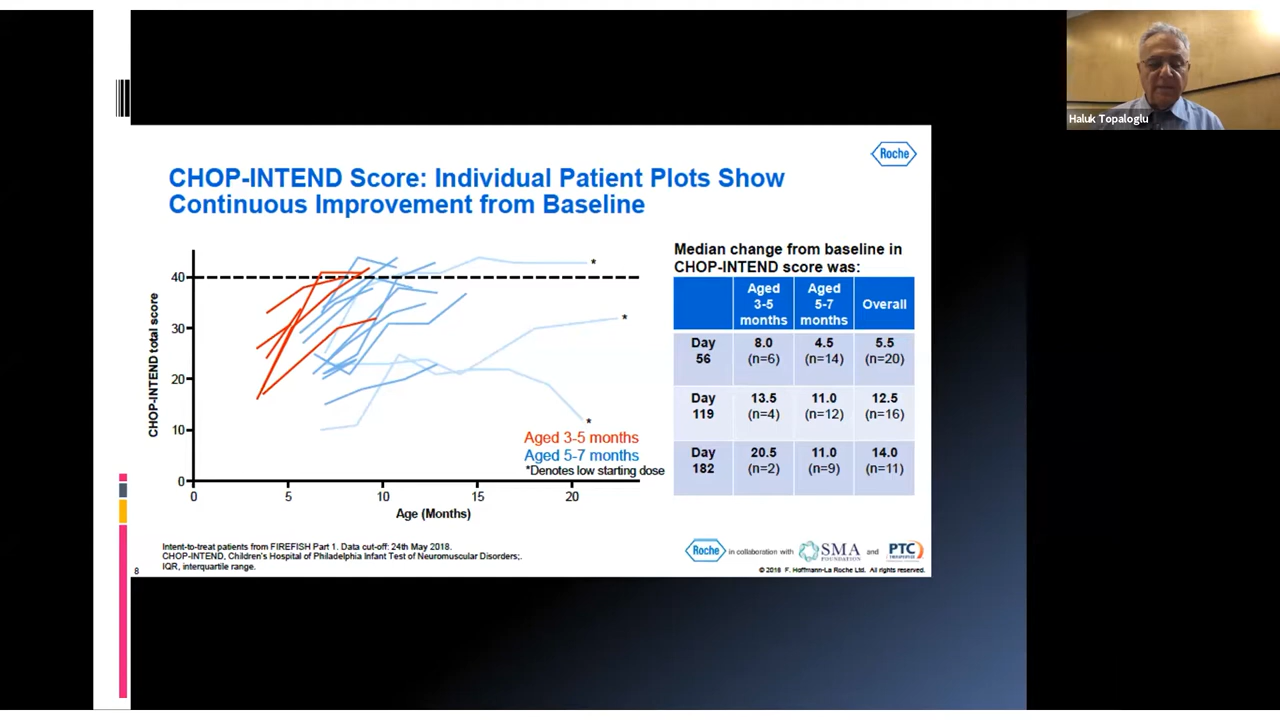 Haluk Topaloglu
Roche
CHOP-INTEND Score: Individual Patient Plots Show
Continuous Improvement from Baseline
CHOP-INTEND total score
40
30
20
10
0
0
5
10
15
20
Age (Months)
*
*
*
Aged 3-5 months
Aged 5-7 months
*Denotes low starting dose
Median change from baseline in
CHOP-INTEND score was:
Aged 3-5 months Aged 5-7 months Overall
Day 56 8.0 (n=6) 4.5 (n=14) 5.5 (n=20)
Day 119 13.5 (n=4) 11.0 (n=12) 12.5 (n=16)
Day 182 20.5 (n=2) 11.0 (n=9) 14.0 (n=11)
Intent-to-treat patients from FIREFISH Part 1. Data cut-off: 24th May 2018.
CHOP-INTEND, Children's Hospital of Philadelphia Infant Test of Neuromuscular Disorders;.
IQR, interquartile range.
8
Roche in collaboration with SMA FOUNDATION and PTC
© 2018 F. Hoffmann-La Roche Ltd. All rights reserved.